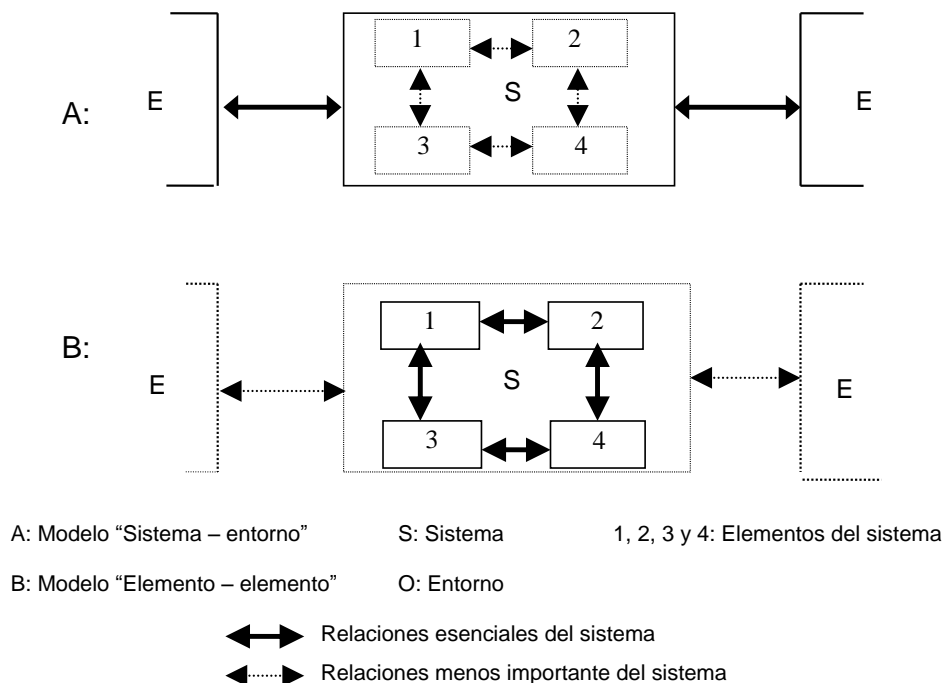 1 2
E S E
A:
3 4
1 2
B:
E S E
3 4
A: Modelo “Sistema – entorno” S: Sistema 1, 2, 3 y 4: Elementos del sistema
B: Modelo “Elemento – elemento” O: Entorno
Relaciones esenciales del sistema
Relaciones menos importante del sistema